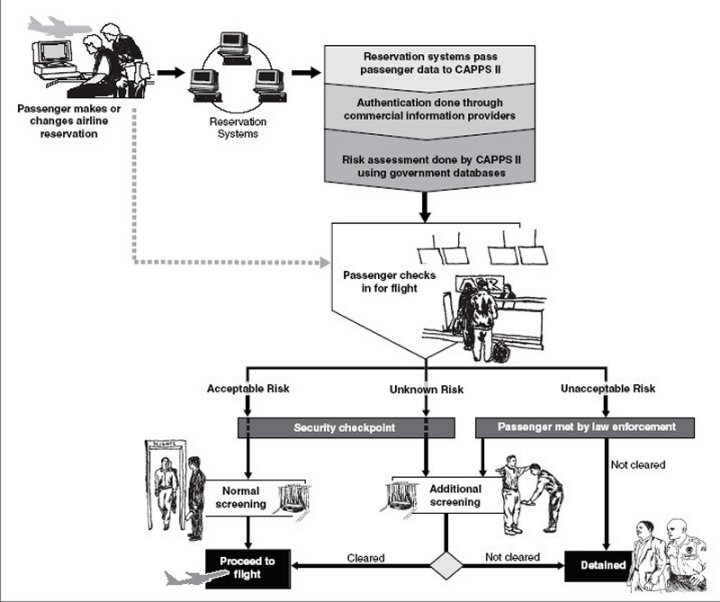 Passenger makes or
changes airline
reservation
Reservation
Systems
Reservation systems pass
passenger data to CAPPS II
Authentication done through
commercial information providers
Risk assessment done by CAPPS II
using government databases
Passenger checks
in for flight
Acceptable Risk
Unknown Risk
Unacceptable Risk
Security checkpoint
Passenger met by law enforcement
Not cleared
Normal
screening
Additional
screening
Proceed to
flight
Cleared
Not cleared
Detained